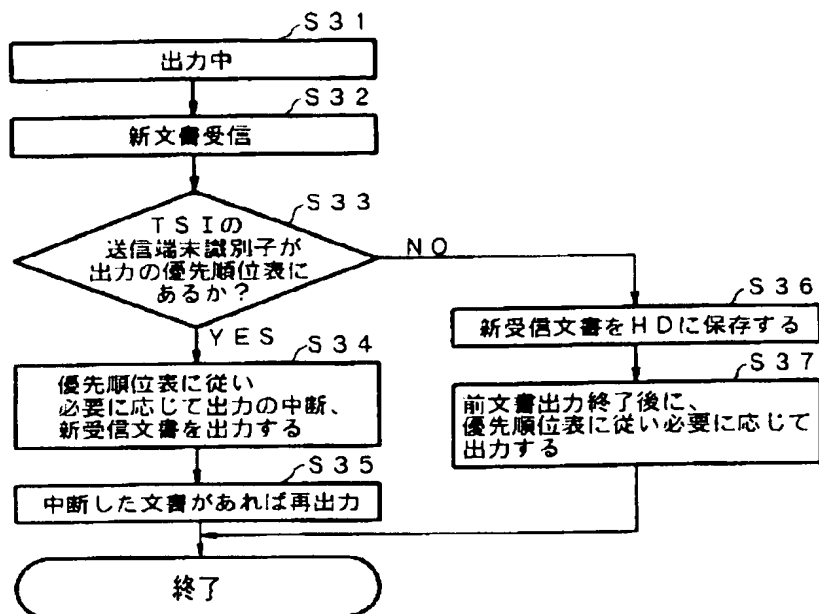 S31
出力中
S32
新文書受信
S33
TSIの
送信端末識別子が
出力の優先順位表に
あるか？
NO
YES
S34
優先順位表に従い
必要に応じて出力の中断、
新受信文書を出力する
S35
中断した文書があれば再出力
S36
新受信文書をHDに保存する
S37
前文書出力終了後に、
優先順位表に従い必要に応じて
出力する
終了